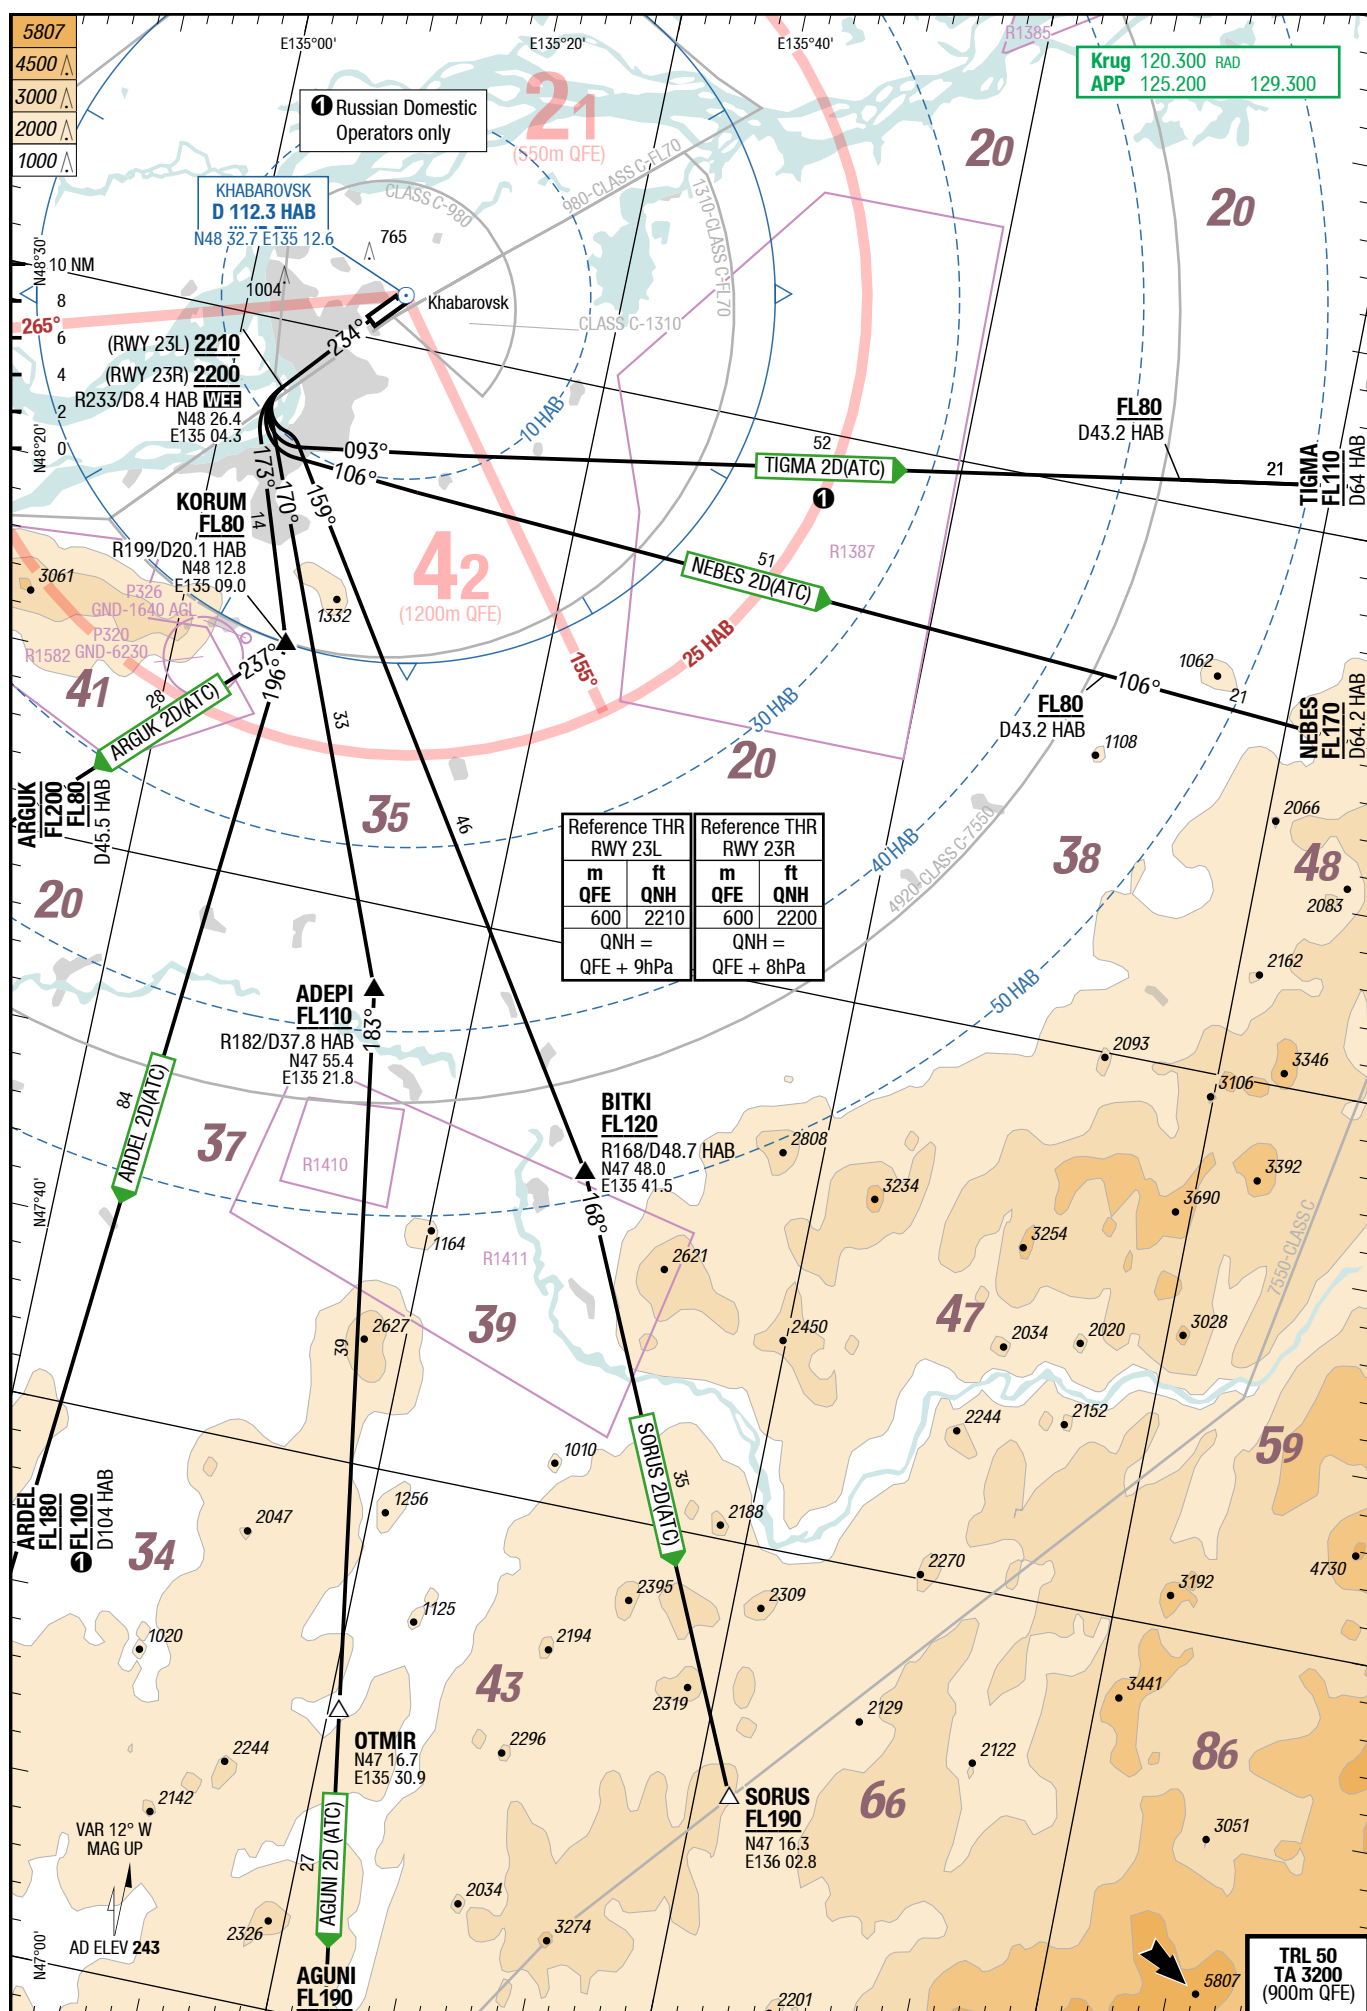 5807
4500
3000
2000
1000
E135°00'
E135°20'
E135°40'
R1385
Krug 120.300 RAD
APP 125.200 129.300
1 Russian Domestic
Operators only
21
(550m QFE)
20
20
CLASS C-980
980-CLASS C-FL70
1310-CLASS C-FL70
KHABAROVSK
D 112.3 HAB
N48 32.7 E135 12.6
765
1004
N48°30'
10 NM
8
6
4
2
0
265°
Khabarovsk
CLASS C-1310
234°
(RWY 23L) 2210
(RWY 23R) 2200
R233/D8.4 HAB WEE
N48 26.4
E135 04.3
N48°20'
10 HAB
FL80
D43.2 HAB
093°
52
TIGMA 2D(ATC)
1
21
TIGMA
FL110
D64 HAB
106°
173°
170°
159°
14
KORUM
FL80
R199/D20.1 HAB
N48 12.8
E135 09.0
3061
P326
GND-1640 AGL
P320
GND-6230
R1582
1332
42
(1200m QFE)
51
NEBES 2D(ATC)
R1387
155°
25 HAB
41
237°
196°
28
ARGUK 2D(ATC)
33
30 HAB
20
FL80
D43.2 HAB
106°
1062
21
1108
NEBES
FL170
D64.2 HAB
ARGUK
FL200
FL80
D45.5 HAB
35
46
Reference THR
RWY 23L
m ft
QFE QNH
600 2210
QNH =
QFE + 9hPa
Reference THR
RWY 23R
m ft
QFE QNH
600 2200
QNH =
QFE + 8hPa
40 HAB
4920-CLASS C-7550
38
2066
48
2083
20
2162
50 HAB
ADEPI
FL110
R182/D37.8 HAB
N47 55.4
E135 21.8
183°
2093
3346
3106
84
ARDEL 2D(ATC)
37
R1410
BITKI
FL120
R168/D48.7 HAB
N47 48.0
E135 41.5
2808
3392
3234
3690
N47°40'
168°
1164
R1411
2621
3254
7550-CLASS C
39
39
2627
2450
47
2034
2020
3028
SORUS 2D(ATC)
35
2244
2152
59
1010
ARDEL
FL180
1 FL100
D104 HAB
2047
1256
2188
34
4730
2270
3192
2395
2309
1125
1020
2194
43
2319
3441
2129
OTMIR
N47 16.7
E135 30.9
2296
2244
2122
86
2142
66
SORUS
FL190
N47 16.3
E136 02.8
3051
VAR 12° W
MAG UP
AGUNI 2D (ATC)
27
2034
2326
3274
AD ELEV 243
N47°00'
AGUNI
FL190
5807
2201
TRL 50
TA 3200
(900m QFE)